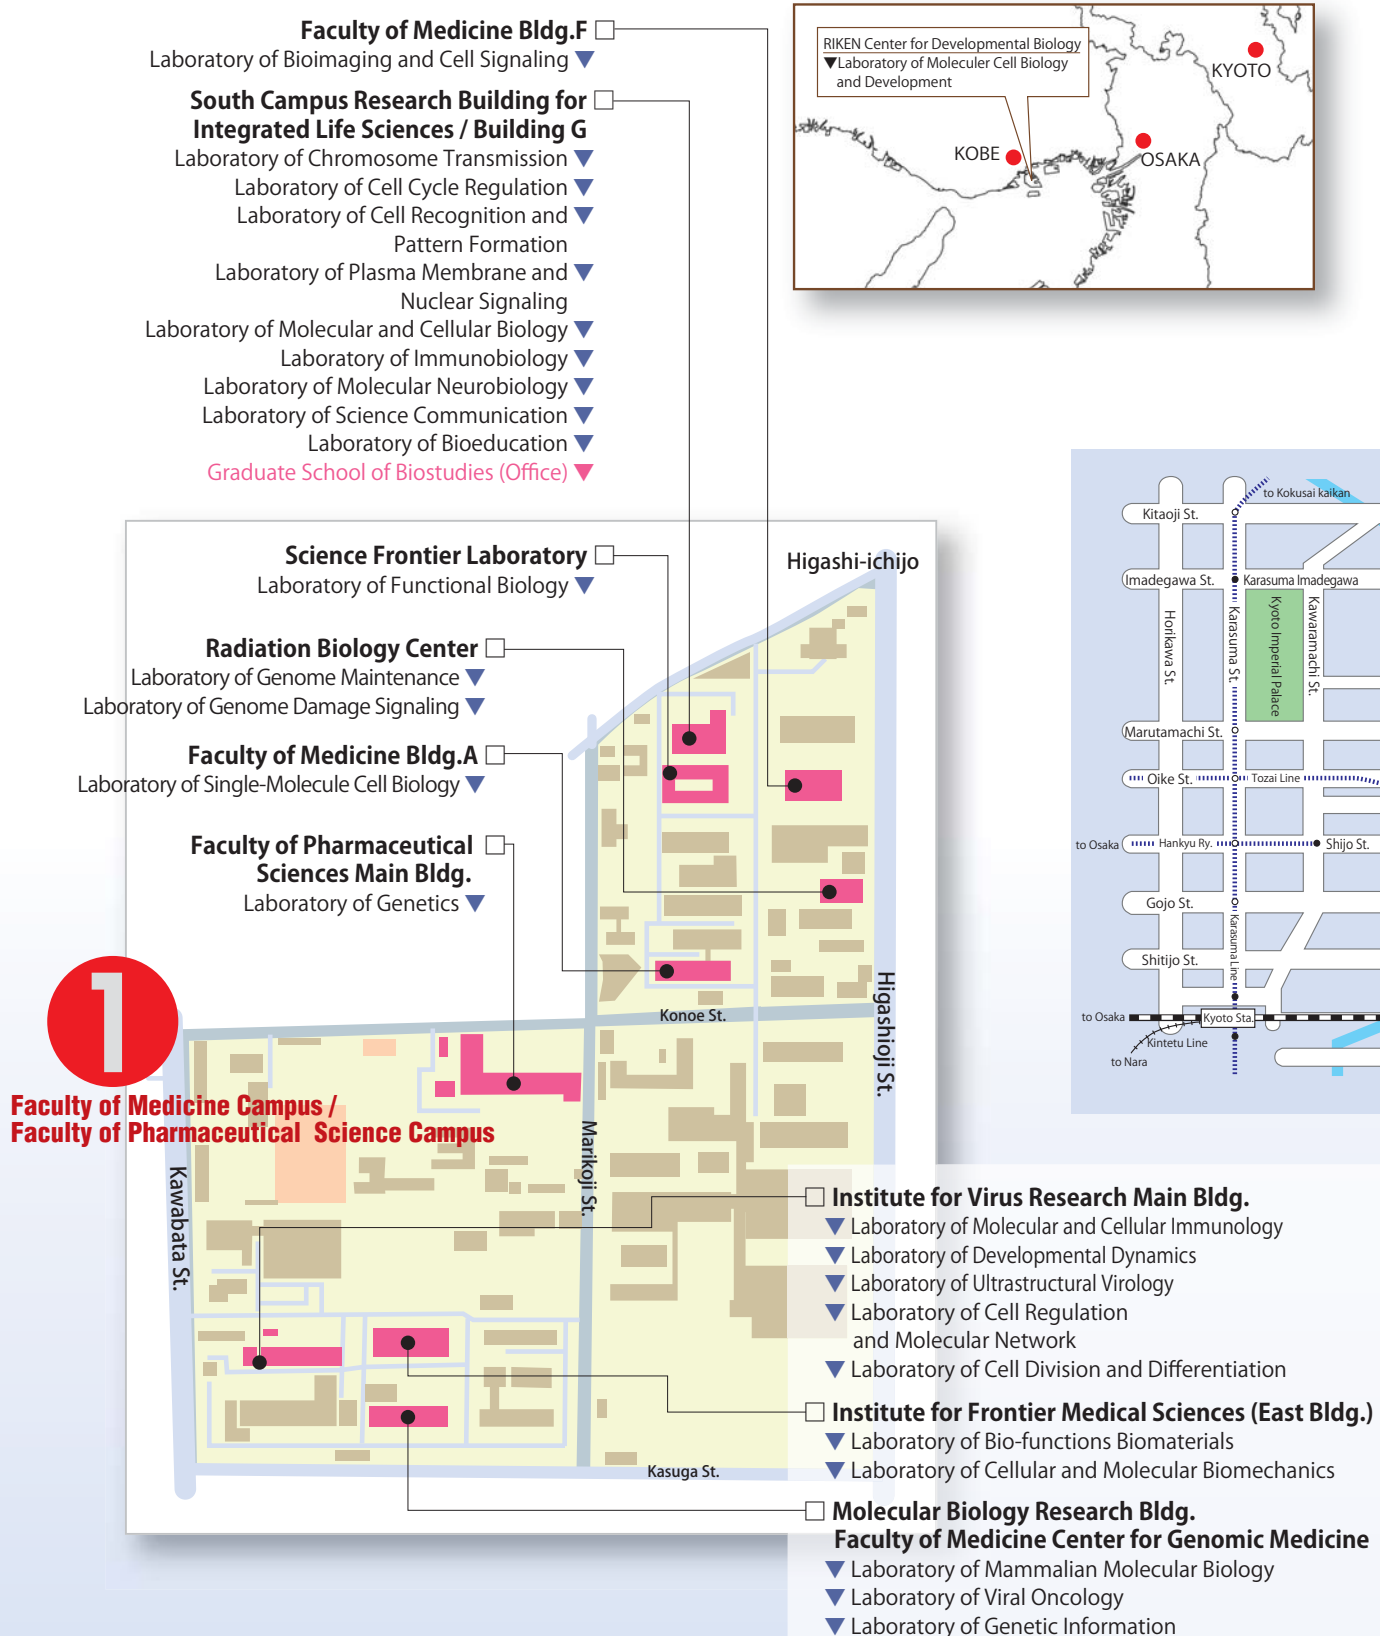 Faculty of Medicine Bldg.F
Laboratory of Bioimaging and Cell Signaling
South Campus Research Building for
Integrated Life Sciences / Building G
Laboratory of Chromosome Transmission
Laboratory of Cell Cycle Regulation
Laboratory of Cell Recognition and
Pattern Formation
Laboratory of Plasma Membrane and
Nuclear Signaling
Laboratory of Molecular and Cellular Biology
Laboratory of Immunobiology
Laboratory of Molecular Neurobiology
Laboratory of Science Communication
Laboratory of Bioeducation
Graduate School of Biostudies (Office)
RIKEN Center for Developmental Biology
Laboratory of Moleculer Cell Biology
and Development
KYOTO
KOBE
OSAKA
Science Frontier Laboratory
Laboratory of Functional Biology
Radiation Biology Center
Laboratory of Genome Maintenance
Laboratory of Genome Damage Signaling
Faculty of Medicine Bldg.A
Laboratory of Single-Molecule Cell Biology
Faculty of Pharmaceutical
Sciences Main Bldg.
Laboratory of Genetics
1
Faculty of Medicine Campus /
Faculty of Pharmaceutical Science Campus
Higashi-ichijo
Higashioji St.
Konoe St.
Marikoji St.
Kawabata St.
Kasuga St.
to Kokusai kaikan
Kitaoji St.
Imadegawa St.
Karasuma Imadegawa
Horikawa St.
Karasuma St.
Kyoto Imperial Palace
Kawaramachi St.
Marutamachi St.
Oike St.
Tozai Line
to Osaka
Hankyu Ry.
Shijo St.
Gojo St.
Karasuma Line
Shitijo St.
to Osaka
Kyoto Sta.
Kintetu Line
to Nara
Institute for Virus Research Main Bldg.
Laboratory of Molecular and Cellular Immunology
Laboratory of Developmental Dynamics
Laboratory of Ultrastructural Virology
Laboratory of Cell Regulation
and Molecular Network
Laboratory of Cell Division and Differentiation
Institute for Frontier Medical Sciences (East Bldg.)
Laboratory of Bio-functions Biomaterials
Laboratory of Cellular and Molecular Biomechanics
Molecular Biology Research Bldg.
Faculty of Medicine Center for Genomic Medicine
Laboratory of Mammalian Molecular Biology
Laboratory of Viral Oncology
Laboratory of Genetic Information